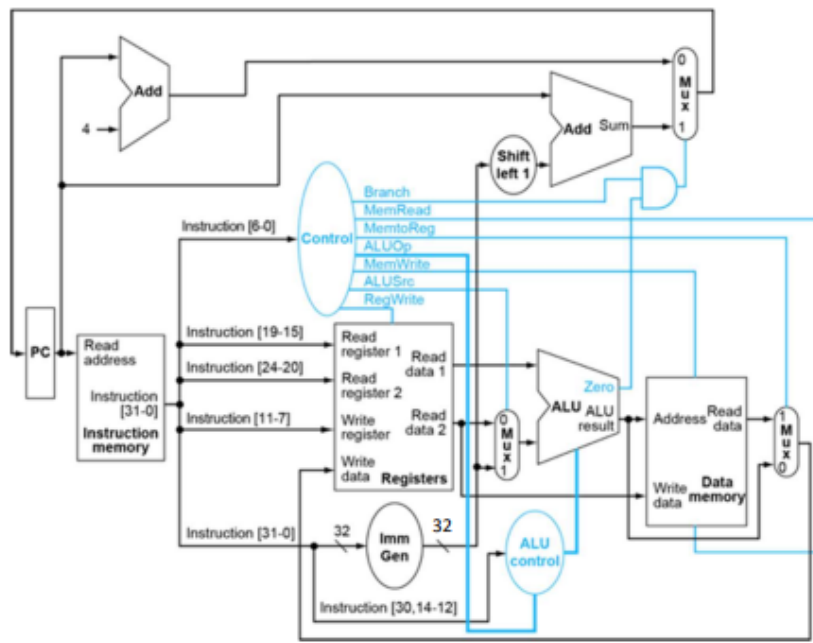 Add
4
Add Sum
0
Mux
1
Shift
left 1
Branch
MemRead
MemtoReg
ALUOp
MemWrite
ALUSrc
RegWrite
Control
Instruction [6-0]
PC
Read
address
Instruction
[31-0]
Instruction
memory
Instruction [19-15]
Instruction [24-20]
Instruction [11-7]
Instruction [31-0]
Read
register 1
Read
register 2
Write
register
Write
data
Read
data 1
Read
data 2
Registers
0
Mux
1
Zero
ALU
ALU
result
Address
Read
data
Write
data
Data
memory
1
Mux
0
32
Imm
Gen
32
ALU
control
Instruction [30,14-12]